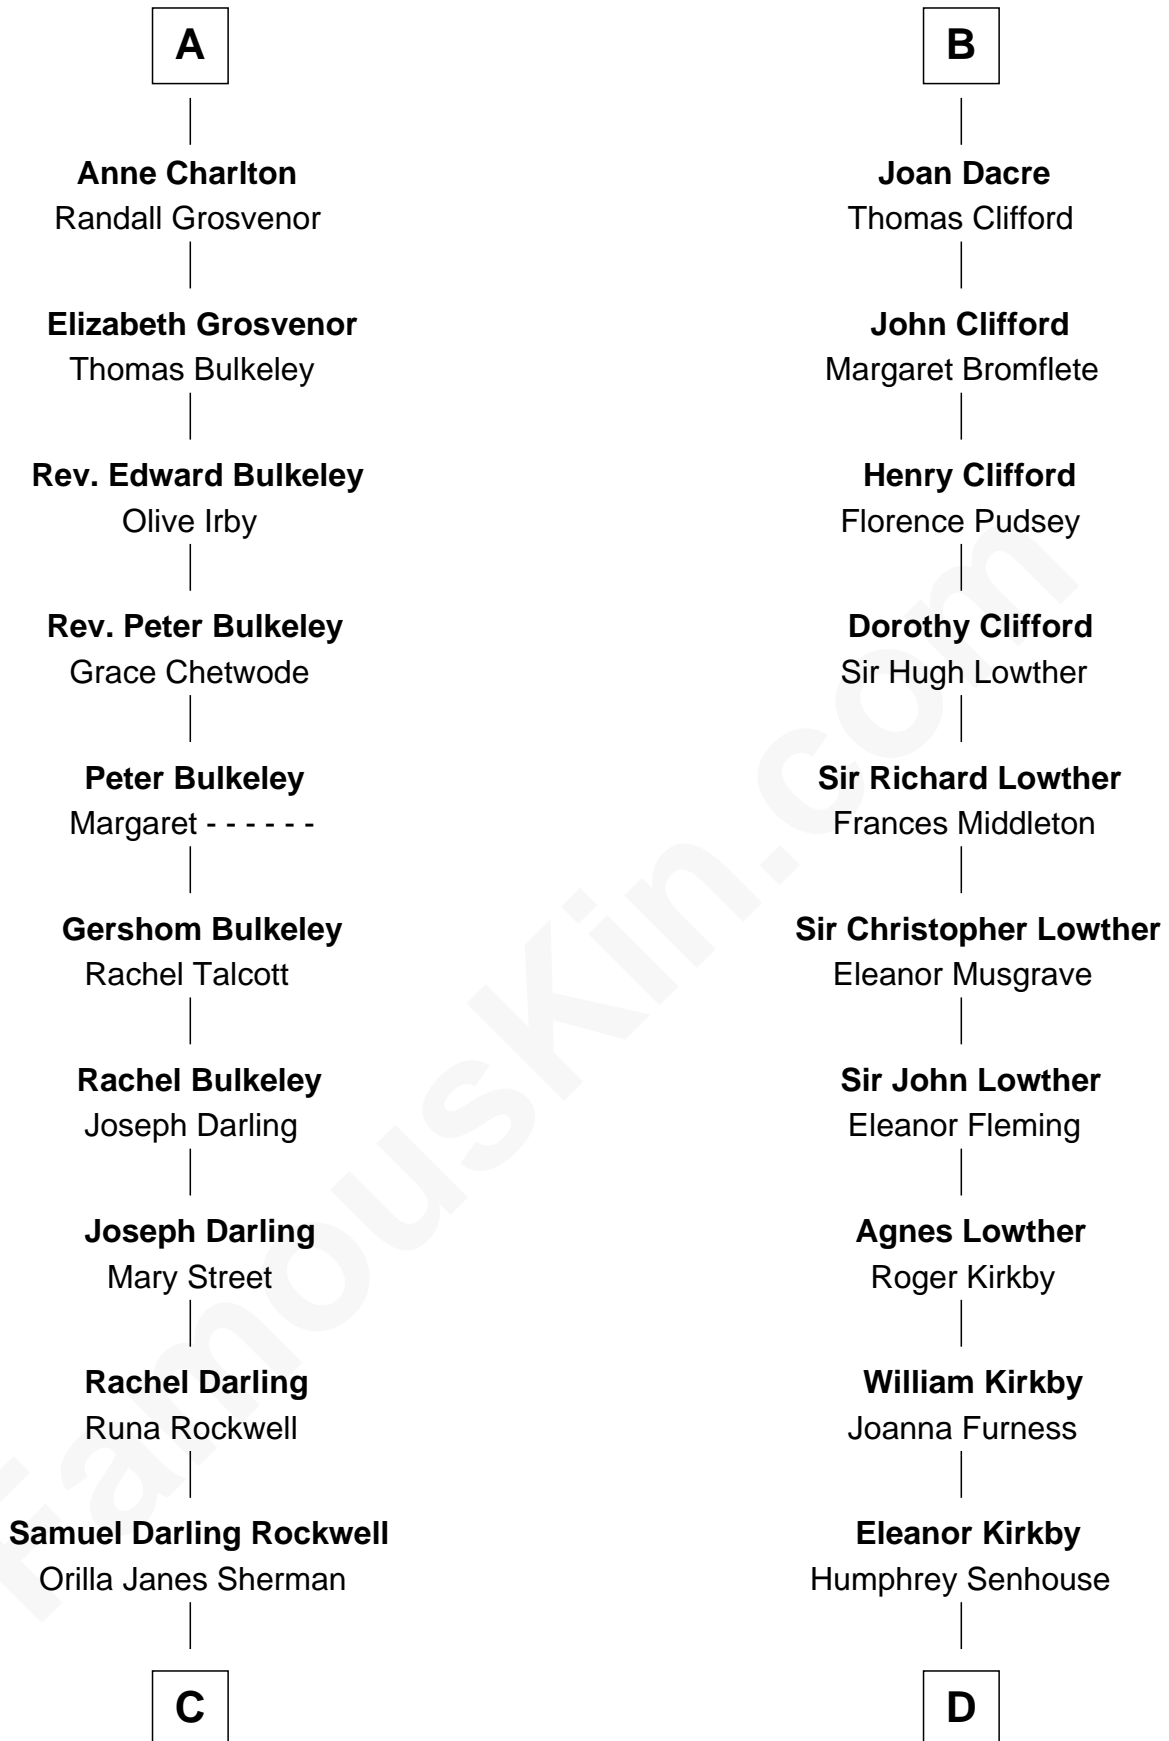 A
Anne Charlton
Randall Grosvenor
Elizabeth Grosvenor
Thomas Bulkeley
Rev. Edward Bulkeley
Olive Irby
Rev. Peter Bulkeley
Grace Chetwode
Peter Bulkeley
Margaret - - - - - -
Gershom Bulkeley
Rachel Talcott
Rachel Bulkeley
Joseph Darling
Joseph Darling
Mary Street
Rachel Darling
Runa Rockwell
Samuel Darling Rockwell
Orilla Janes Sherman
C
B
Joan Dacre
Thomas Clifford
John Clifford
Margaret Bromflete
Henry Clifford
Florence Pudsey
Dorothy Clifford
Sir Hugh Lowther
Sir Richard Lowther
Frances Middleton
Sir Christopher Lowther
Eleanor Musgrave
Sir John Lowther
Eleanor Fleming
Agnes Lowther
Roger Kirkby
William Kirkby
Joanna Furness
Eleanor Kirkby
Humphrey Senhouse
D
FamousKin.com